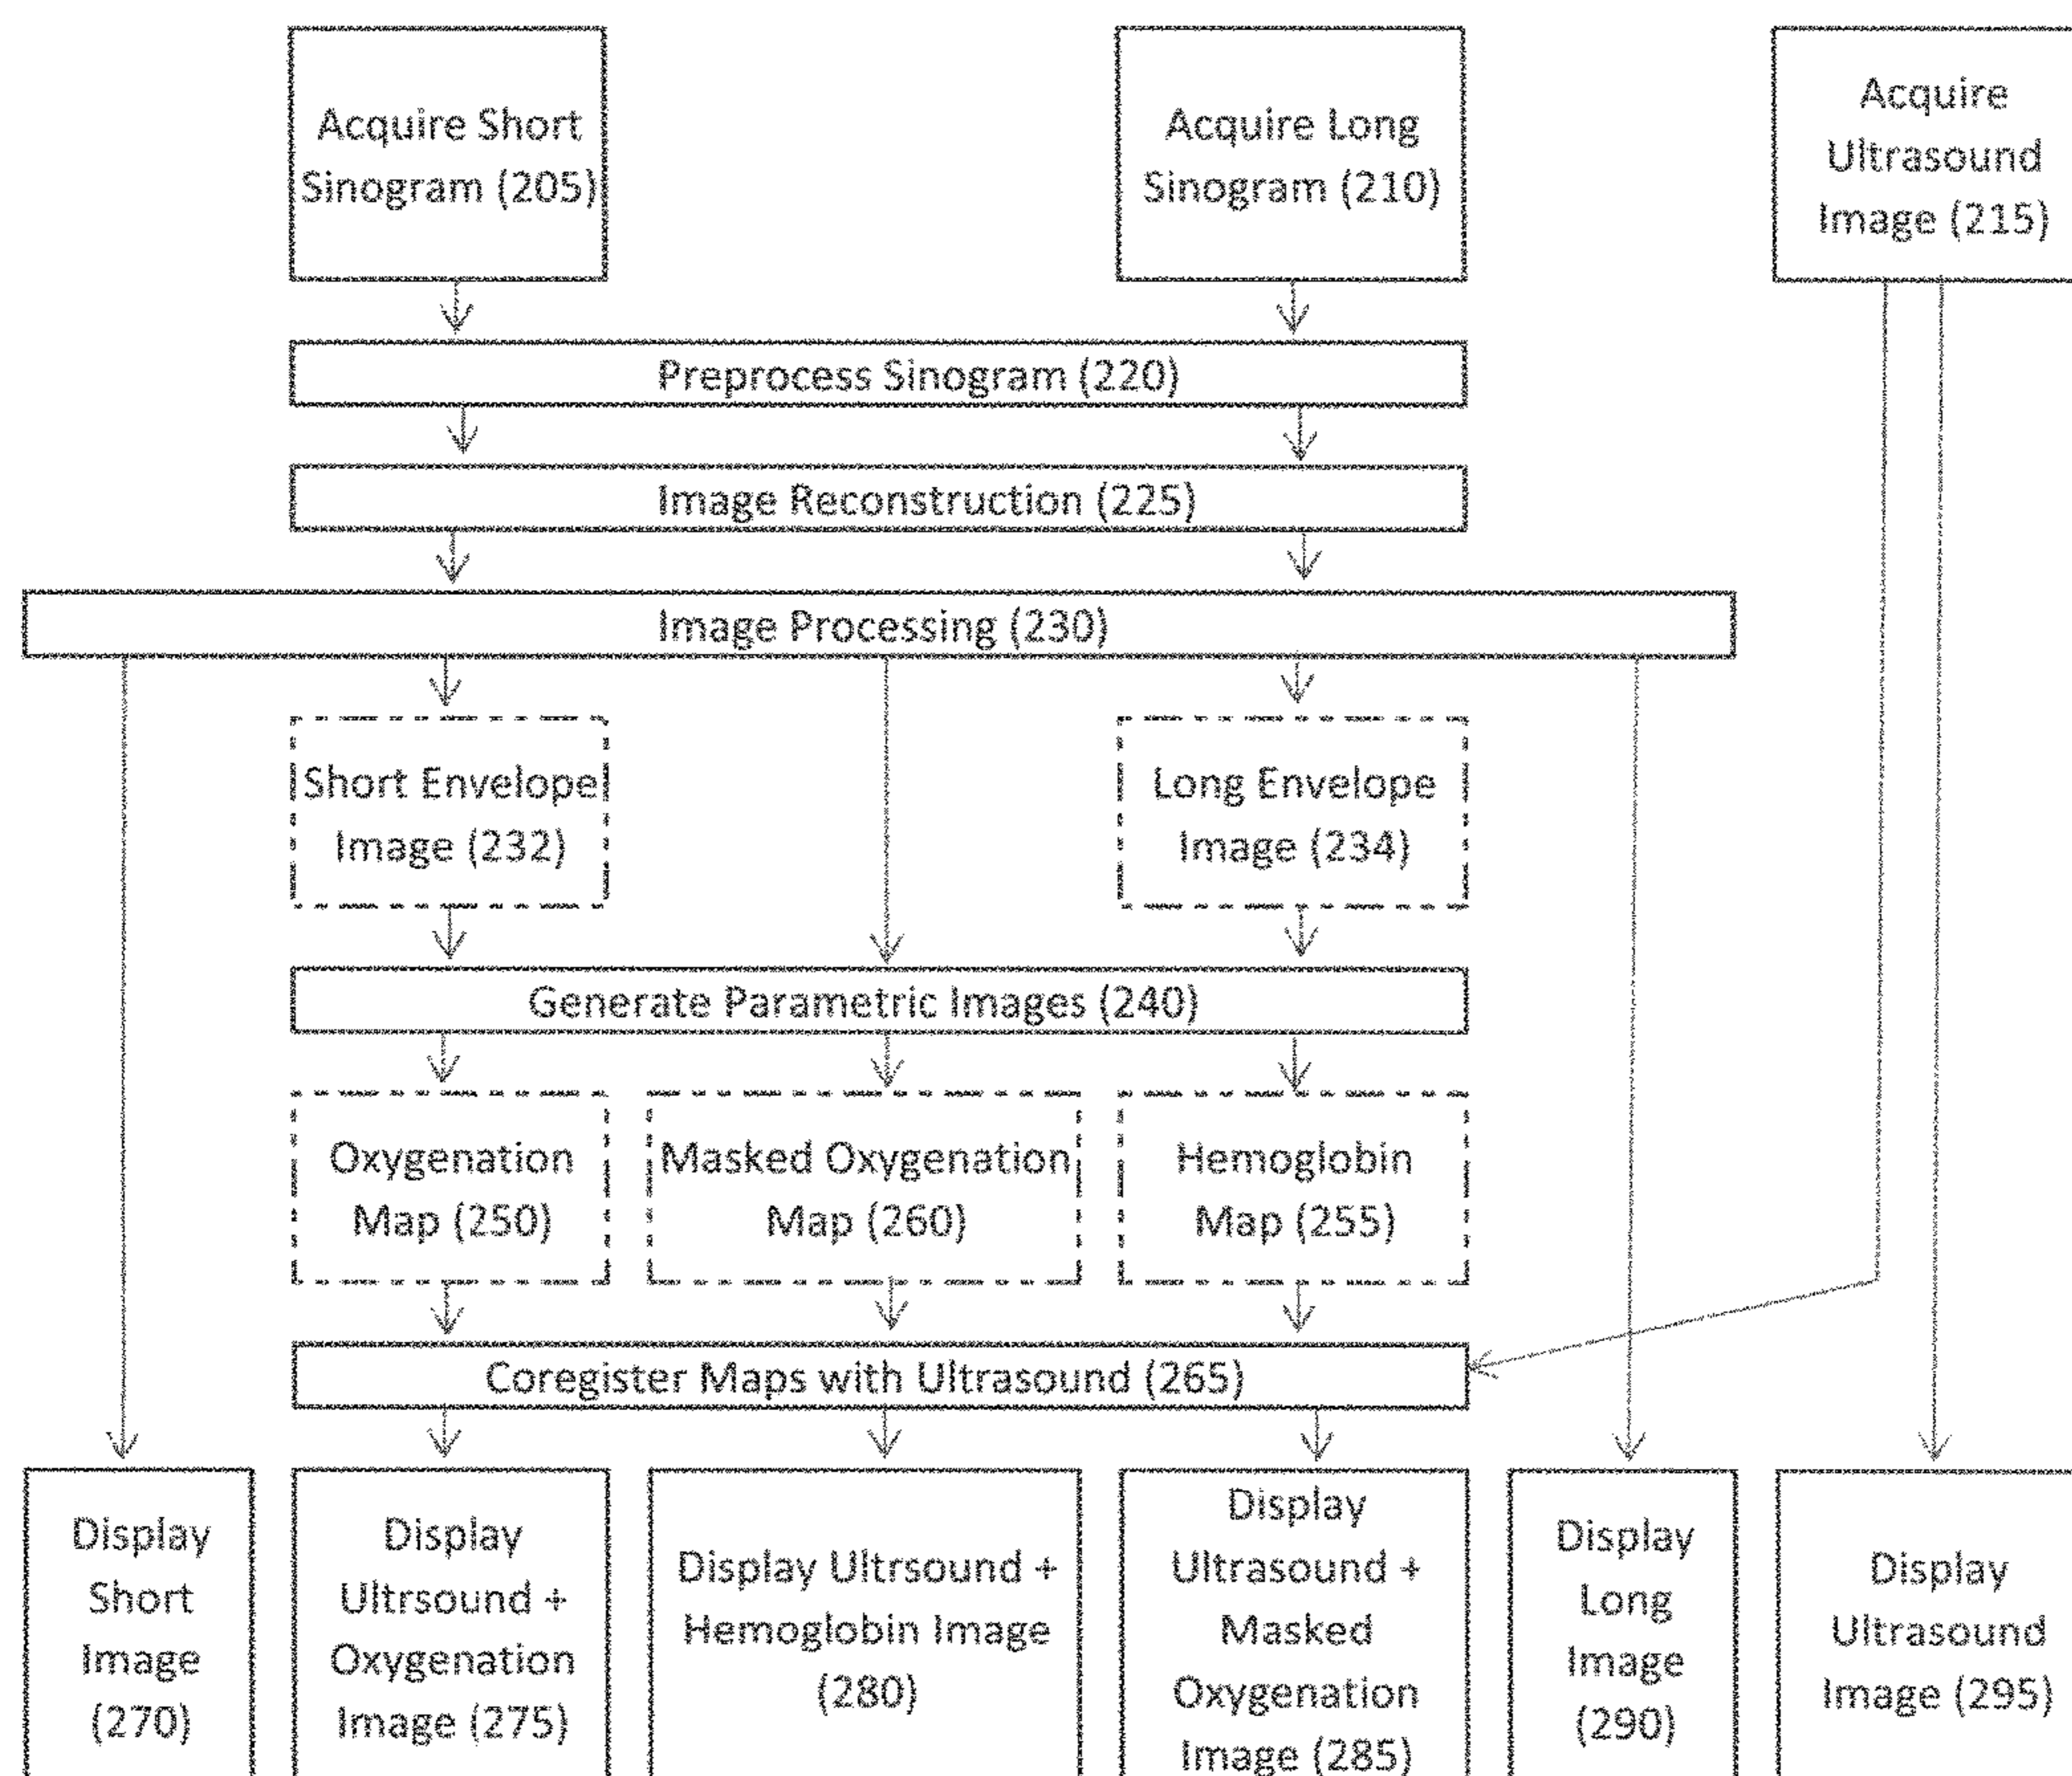 Acquire Short
Sinogram (205)
Acquire Long
Sinogram (210)
Acquire
Ultrasound
Image (215)
Preprocess Sinogram (220)
Image Reconstruction (225)
Image Processing (230)
Short Envelope
Image (232)
Long Envelope
Image (234)
Generate Parametric Images (240)
Oxygenation
Map (250)
Masked Oxygenation
Map (260)
Hemoglobin
Map (255)
Coregister Maps with Ultrasound (265)
Display
Short
Image
(270)
Display
Ultrsound +
Oxygenation
Image (275)
Display Ultrsound +
Hemoglobin Image
(280)
Display
Ultrasound +
Masked
Oxygenation
Image (285)
Display
Long
Image
(290)
Display
Ultrasound
Image (295)